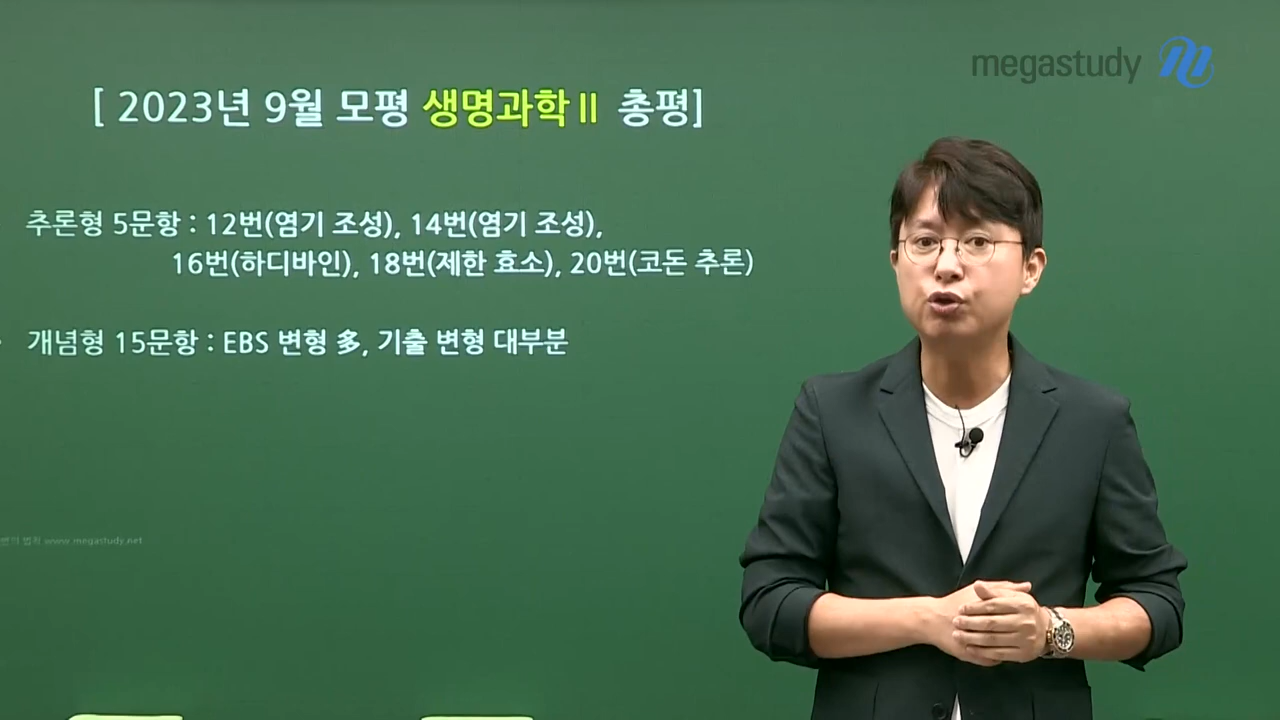 megastudy
[ 2023년 9월 모평 생명과학Ⅱ 총평]
추론형 5문항 : 12번(염기 조성), 14번(염기 조성),
16번(하디바인), 18번(제한 효소), 20번(코돈 추론)
개념형 15문항 : EBS 변형 多, 기출 변형 대부분
www.megastudy.net